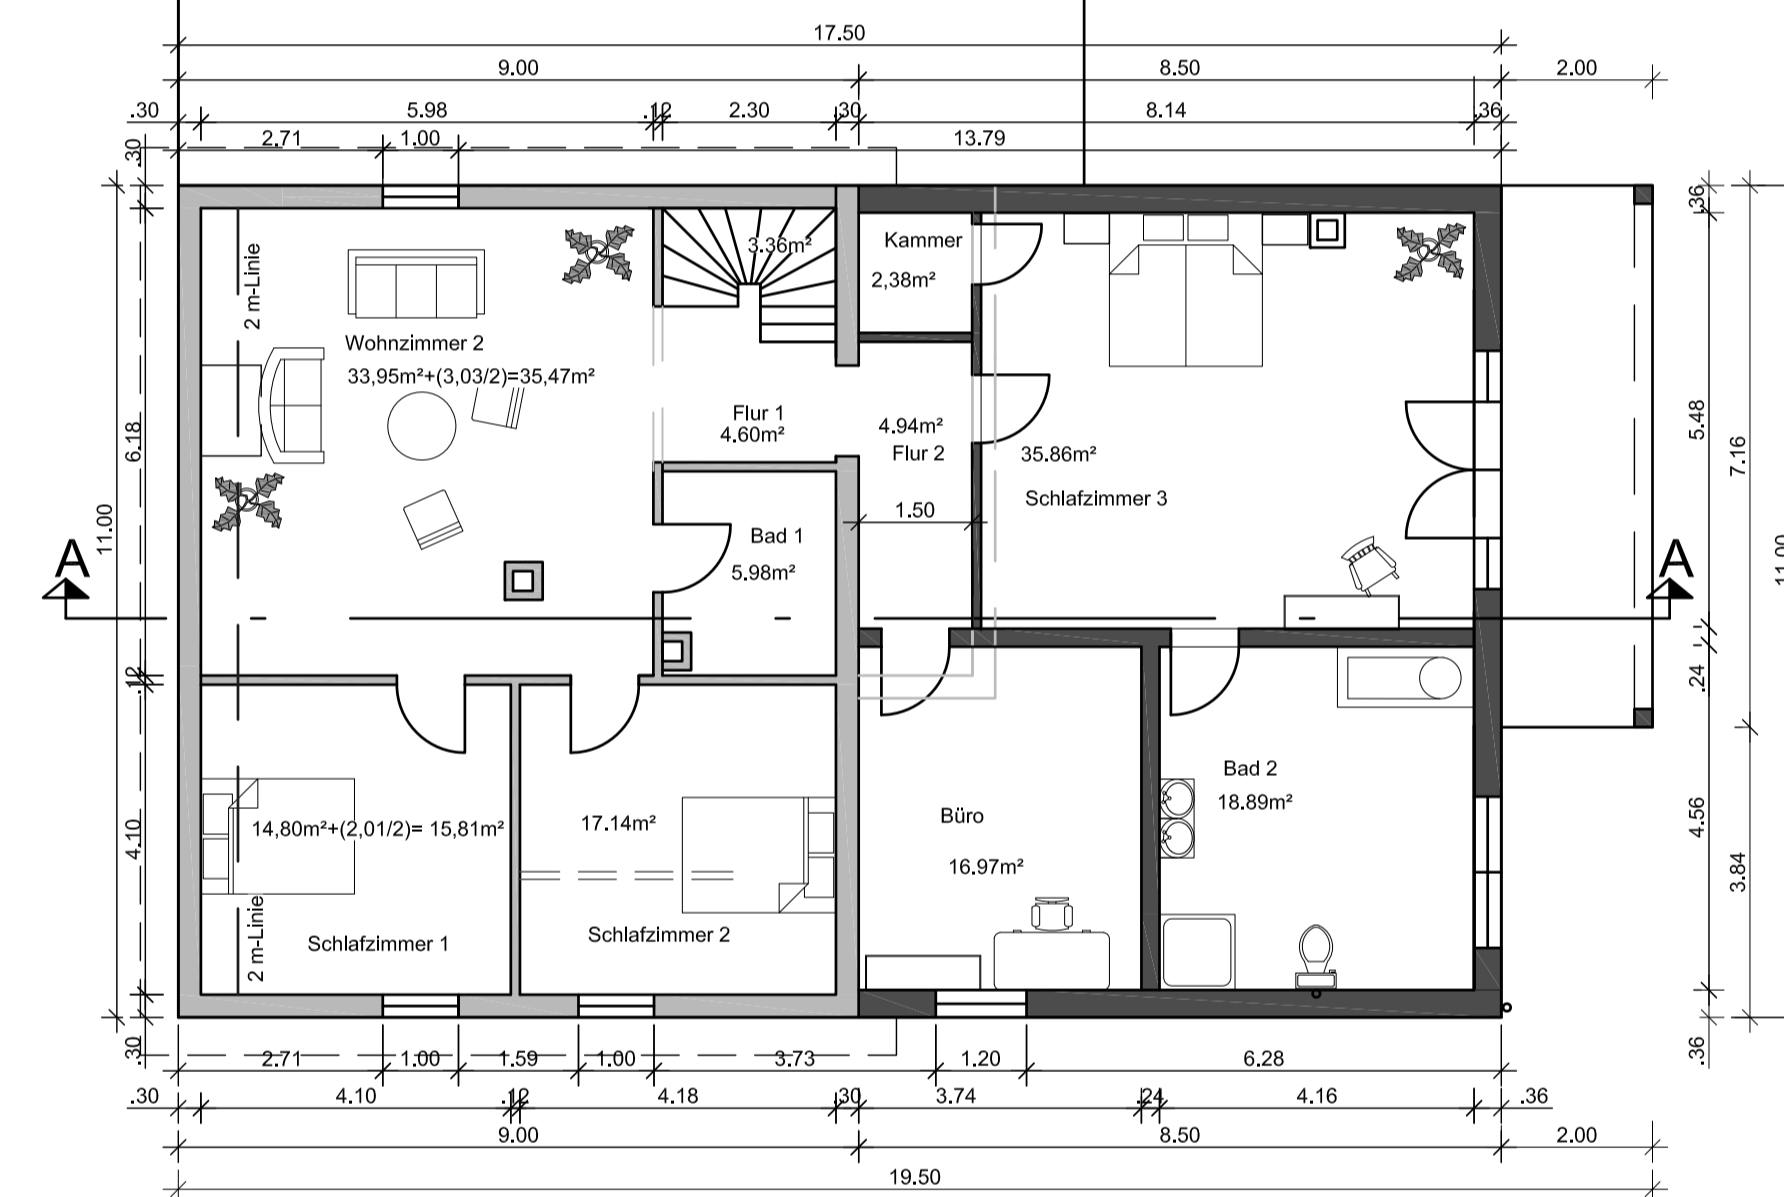 17.50
9.00
8.50
2.00
.30
5.98
.12
2.30
.30
8.14
.36
2.71
1.00
13.79
.30
.36
3.36m²
Kammer
2,38m²
2 m-Linie
Wohnzimmer 2
33,95m²+(3,03/2)=35,47m²
Flur 1
4.60m²
4.94m²
Flur 2
35.86m²
Schlafzimmer 3
6.18
5.48
7.16
11.00
11.00
1.50
Bad 1
5.98m²
A
A
.12
.24
Bad 2
18.89m²
Büro
16.97m²
14,80m²+(2,01/2)= 15,81m²
17.14m²
4.10
4.56
3.84
2 m-Linie
Schlafzimmer 1
Schlafzimmer 2
.30
.36
2.71
1.00
1.59
1.00
3.73
1.20
6.28
.30
4.10
.12
4.18
.30
3.74
.24
4.16
.36
9.00
8.50
2.00
19.50